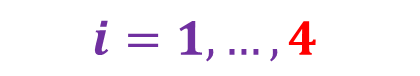 i = 1, ... , 4